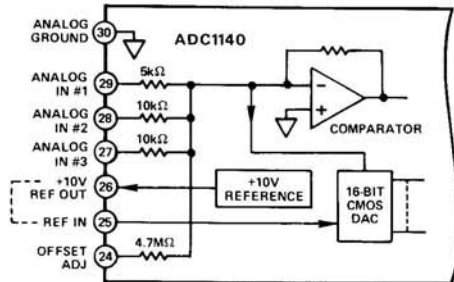 ANALOG
GROUND
30
ADC1140
ANALOG
IN #1
29
5kΩ
ANALOG
IN #2
28
10kΩ
ANALOG
IN #3
27
10kΩ
+10V
REF OUT
26
+10V
REFERENCE
REF IN
25
OFFSET
ADJ
24
4.7MΩ
−
+
COMPARATOR
16-BIT
CMOS
DAC